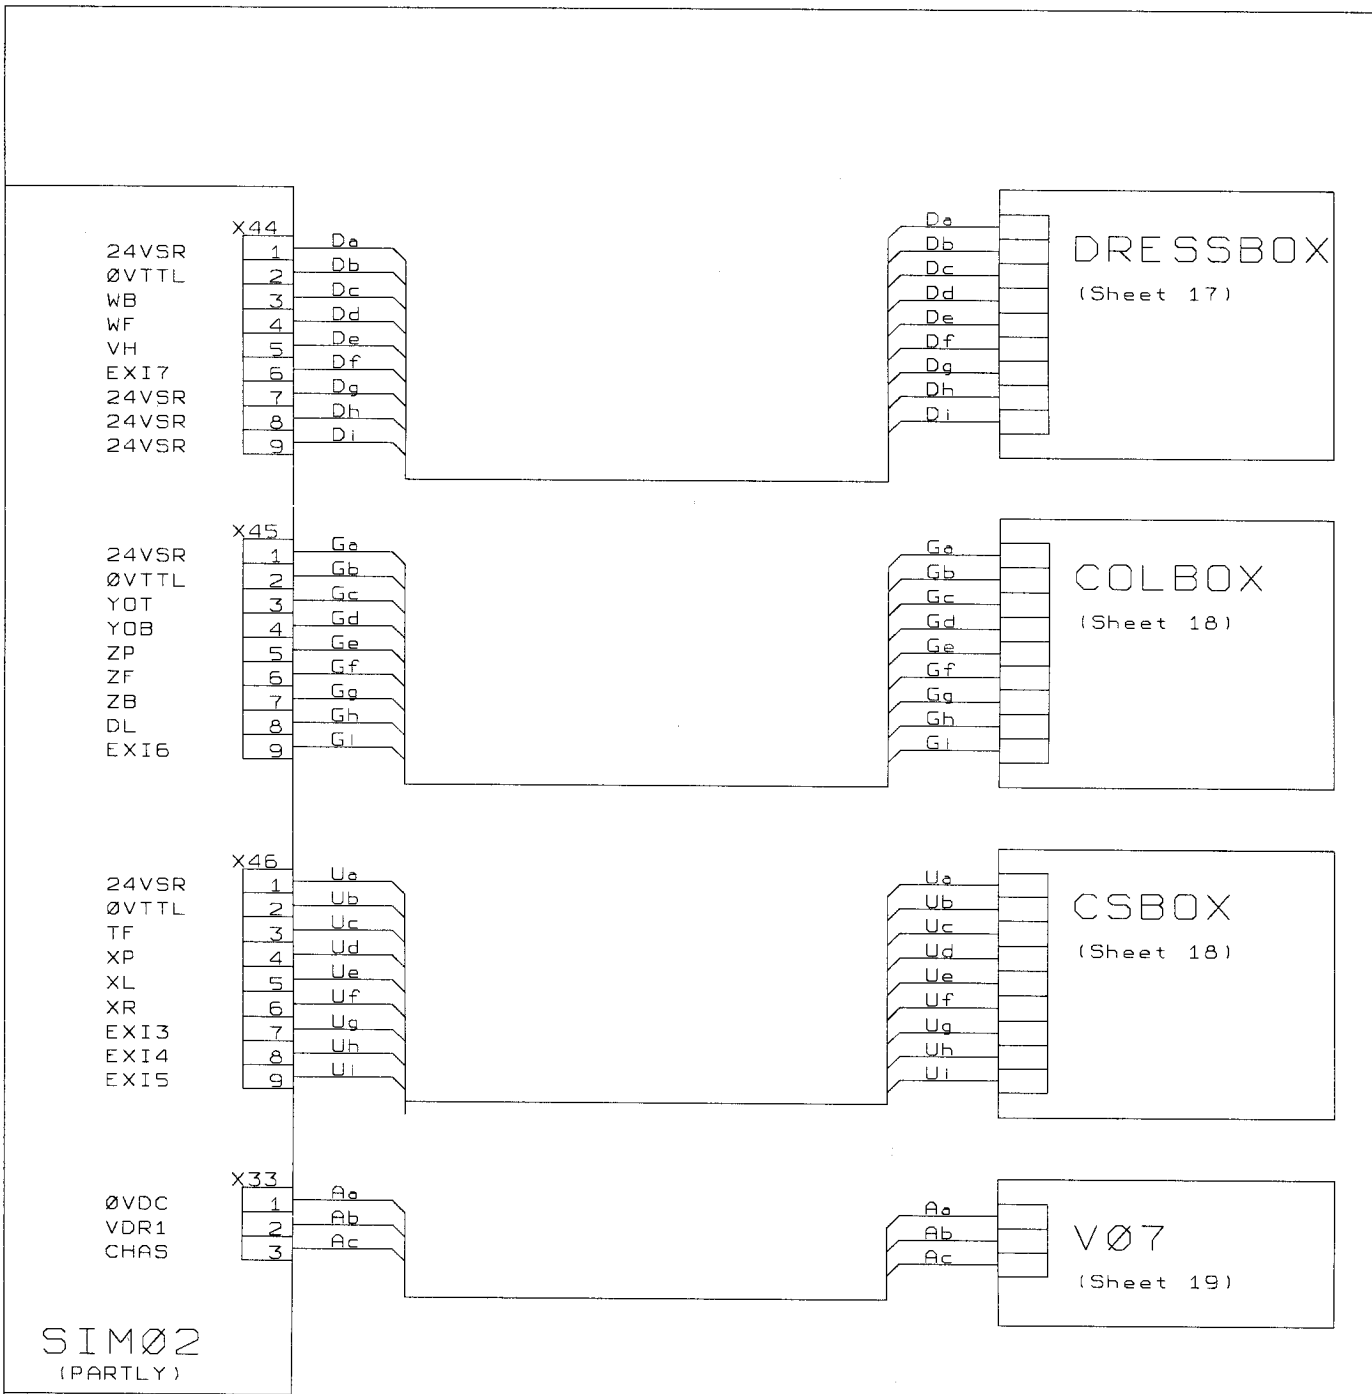 X44
24VSR 1 Da
ØVTTL 2 Db
WB 3 Dc
WF 4 Dd
VH 5 De
EXI7 6 Df
24VSR 7 Dg
24VSR 8 Dh
24VSR 9 Di
Da
Db
Dc
Dd
De
Df
Dg
Dh
Di
DRESSBOX
(Sheet 17)
X45
24VSR 1 Ga
ØVTTL 2 Gb
YOT 3 Gc
YOB 4 Gd
ZP 5 Ge
ZF 6 Gf
ZB 7 Gg
DL 8 Gh
EXI6 9 Gi
Ga
Gb
Gc
Gd
Ge
Gf
Gg
Gh
Gi
COLBOX
(Sheet 18)
X46
24VSR 1 Ua
ØVTTL 2 Ub
TF 3 Uc
XP 4 Ud
XL 5 Ue
XR 6 Uf
EXI3 7 Ug
EXI4 8 Uh
EXI5 9 Ui
Ua
Ub
Uc
Ud
Ue
Uf
Ug
Uh
Ui
CSBOX
(Sheet 18)
X33
ØVDC 1 Aa
VDR1 2 Ab
CHAS 3 Ac
Aa
Ab
Ac
VØ7
(Sheet 19)
SIMØ2
(PARTLY)